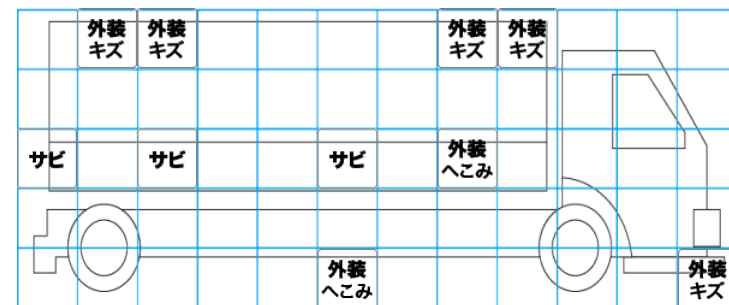 外装 外装 外装 外装
キズ キズ キズ キズ
サビ サビ サビ 外装
へこみ
外装 外装
へこみ キズ